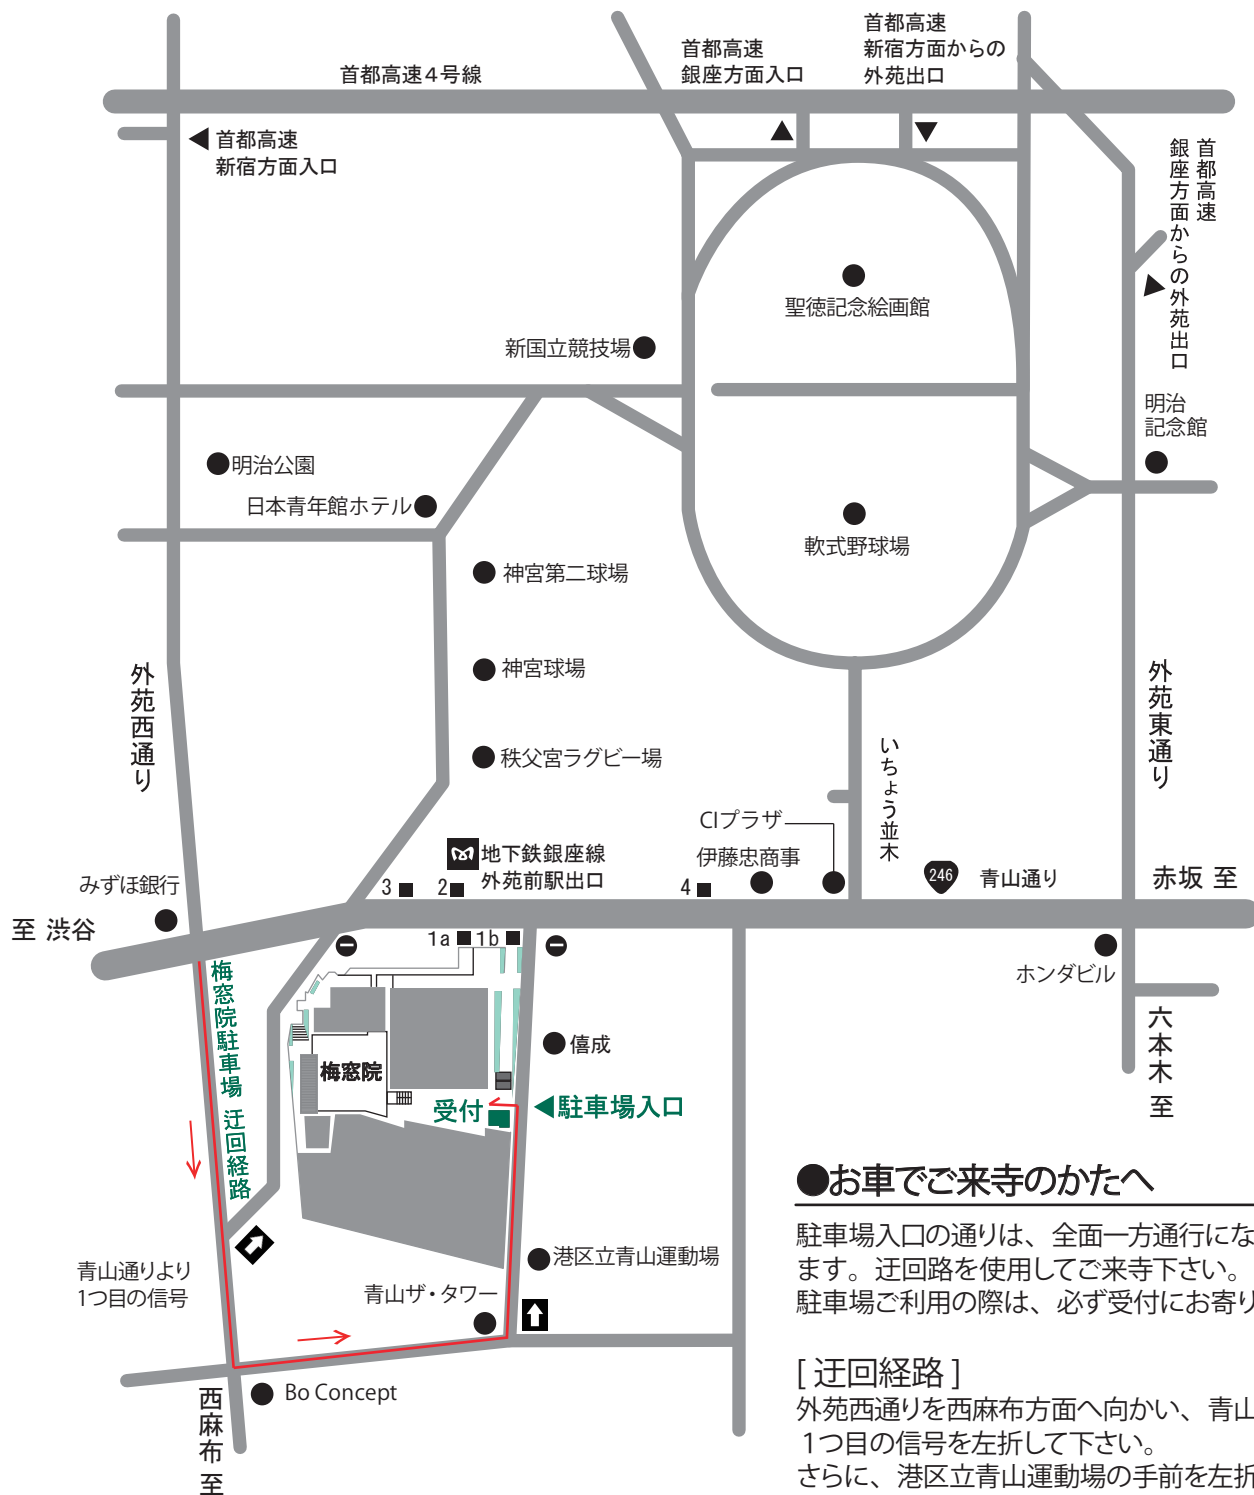 首都高速4号線
首都高速
銀座方面入口
首都高速
新宿方面からの
外苑出口
首都高速
新宿方面入口
首都高速
銀座方面からの外苑出口
聖徳記念絵画館
新国立競技場
明治
記念館
明治公園
日本青年館ホテル
軟式野球場
神宮第二球場
神宮球場
秩父宮ラグビー場
外苑西通り
外苑東通り
いちょう並木
CIプラザ
伊藤忠商事
地下鉄銀座線
外苑前駅出口
3
2
4
246
青山通り
赤坂 至
みずほ銀行
至 渋谷
1a
1b
ホンダビル
梅窓院駐車場 迂回経路
六本木 至
僖成
梅窓院
受付
駐車場入口
●お車でご来寺のかたへ
駐車場入口の通りは、全面一方通行にな
ます。迂回路を使用してご来寺下さい。
駐車場ご利用の際は、必ず受付にお寄り
港区立青山運動場
青山通りより
1つ目の信号
青山ザ・タワー
Bo Concept
西麻布 至
[ 迂回経路 ]
外苑西通りを西麻布方面へ向かい、青山
1つ目の信号を左折して下さい。
さらに、港区立青山運動場の手前を左折